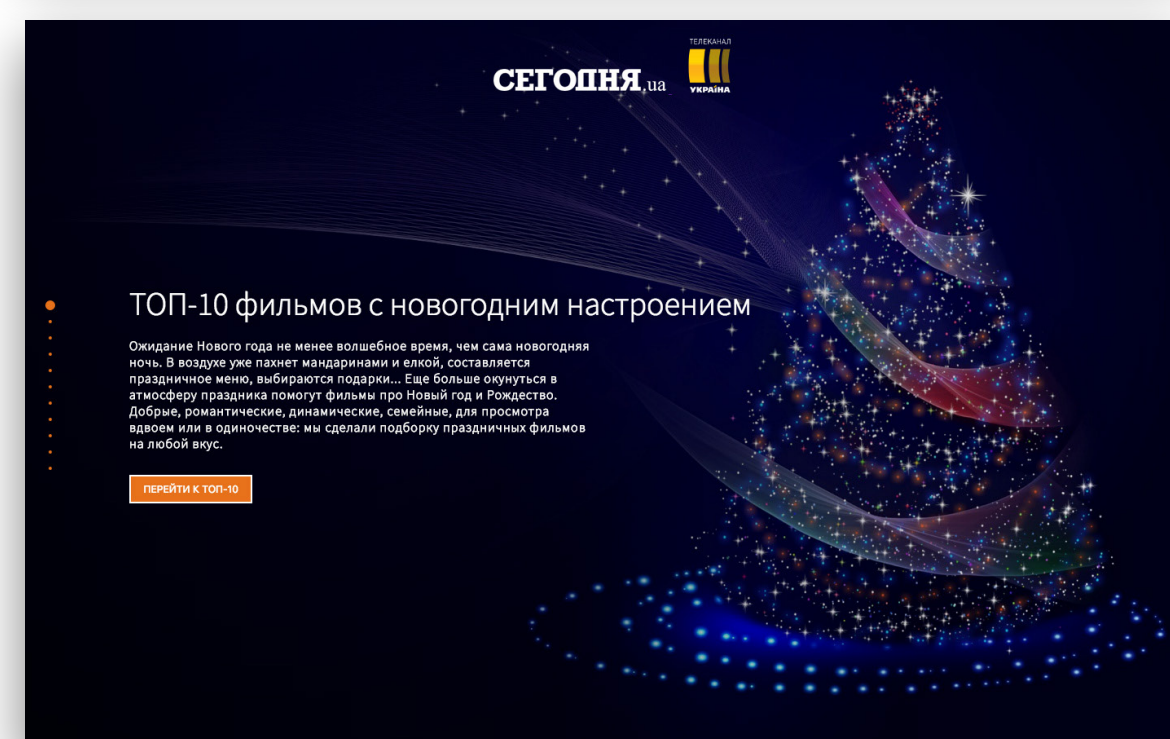 ТЕЛЕКАНАЛ
СЕГОДНЯ.ua
УКРАЇНА
ТОП-10 фильмов с новогодним настроением
Ожидание Нового года не менее волшебное время, чем сама новогодняя
ночь. В воздухе уже пахнет мандаринами и елкой, составляется
праздничное меню, выбираются подарки... Еще больше окунуться в
атмосферу праздника помогут фильмы про Новый год и Рождество.
Добрые, романтические, динамические, семейные, для просмотра
вдвоем или в одиночестве: мы сделали подборку праздничных фильмов
на любой вкус.
ПЕРЕЙТИ К ТОП-10